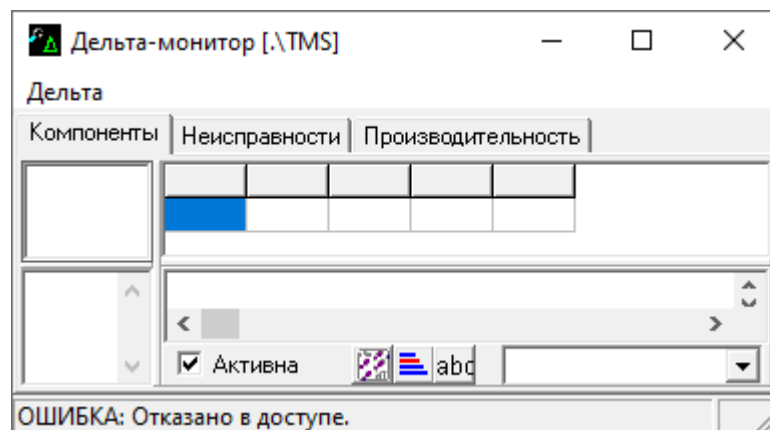 Дельта-монитор [.\TMS]
Дельта
Компоненты Неисправности Производительность
Активна abc
ОШИБКА: Отказано в доступе.